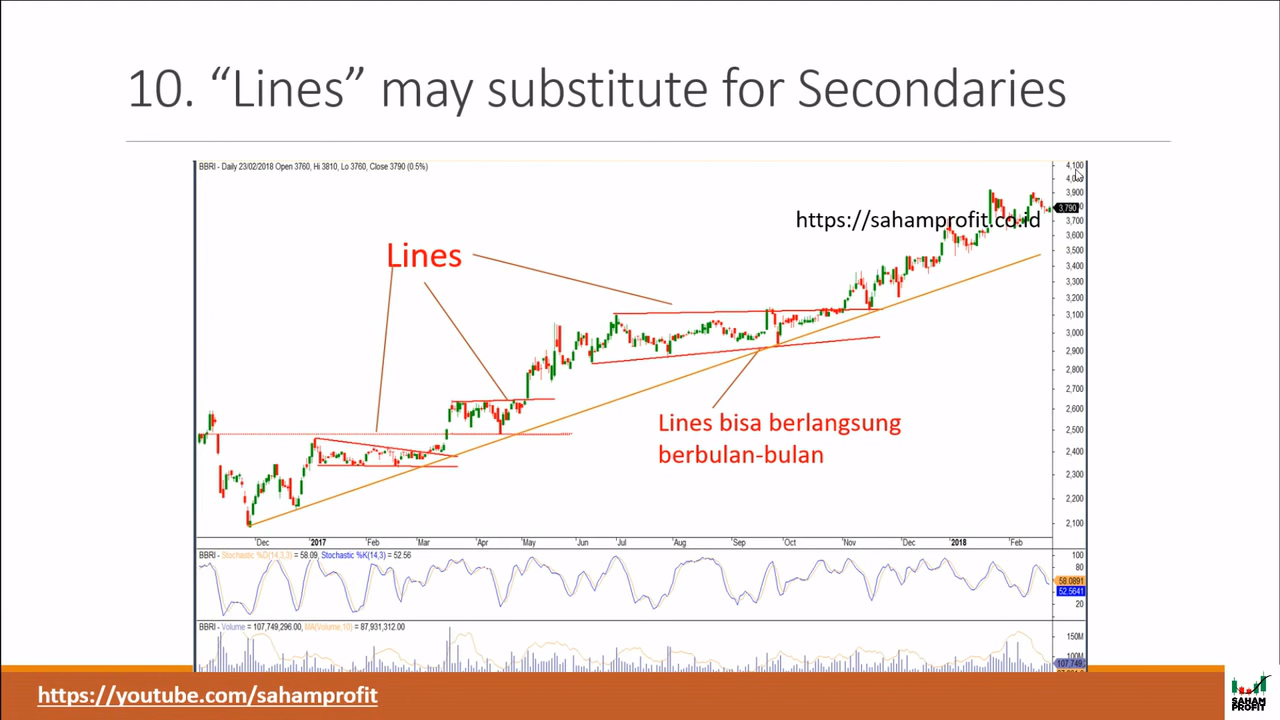 10. “Lines” may substitute for Secondaries
BBRI - Daily 23/02/2018 Open 3760, Hi 3810, Lo 3760, Close 3790 (0.5%)
4,100
3,900
3,790
3,700
3,600
3,500
3,400
3,300
3,200
3,100
3,000
2,900
2,800
2,700
2,600
2,500
2,400
2,300
2,200
2,100
https://sahamprofit.co.id
Lines
Lines bisa berlangsung
berbulan-bulan
Dec 2017 Feb Mar Apr May Jun Jul Aug Sep Oct Nov Dec 2018 Feb
BBRI - Stochastic %D(14,3,3) = 58.09, Stochastic %K(14,3) = 52.56
100
80
58.0891
52.5641
20
BBRI - Volume = 107,749,296.00, MA(Volume,10) = 87,931,312.00
150M
100M
107,749
https://youtube.com/sahamprofit
SAHAM
PROFIT